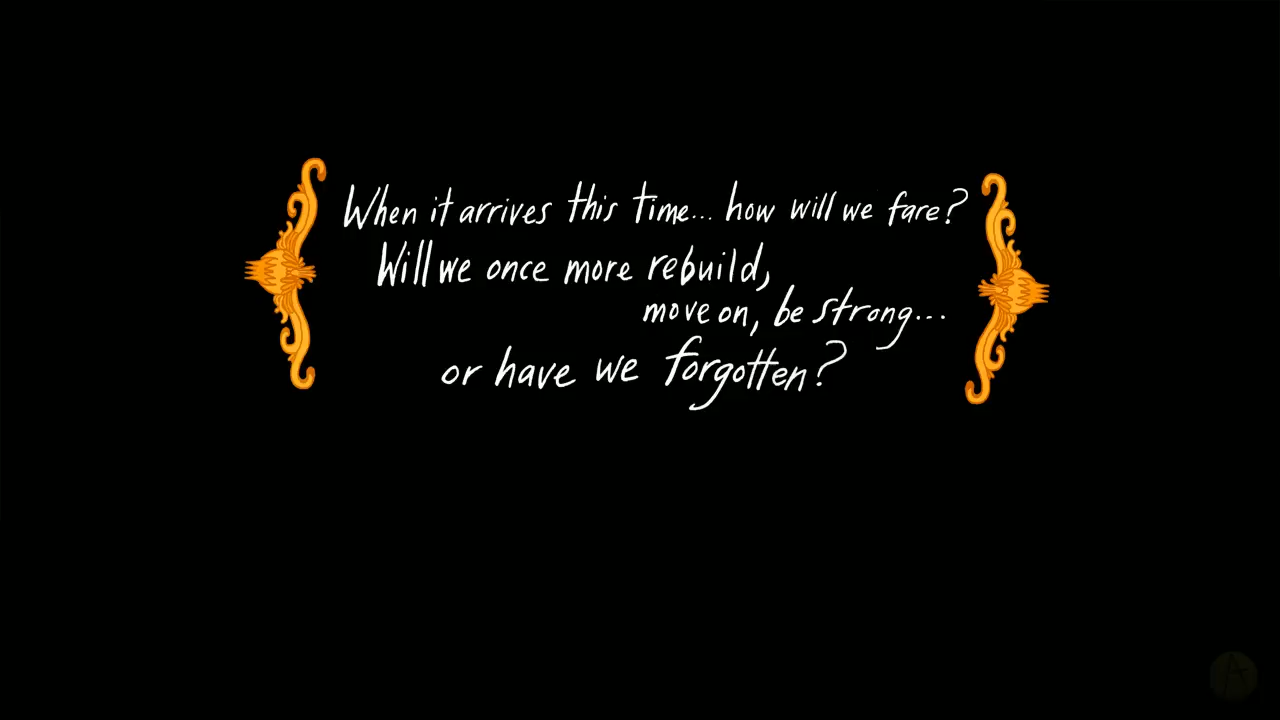 When it arrives this time... how will we fare?
Will we once more rebuild,
move on, be strong...
or have we forgotten?